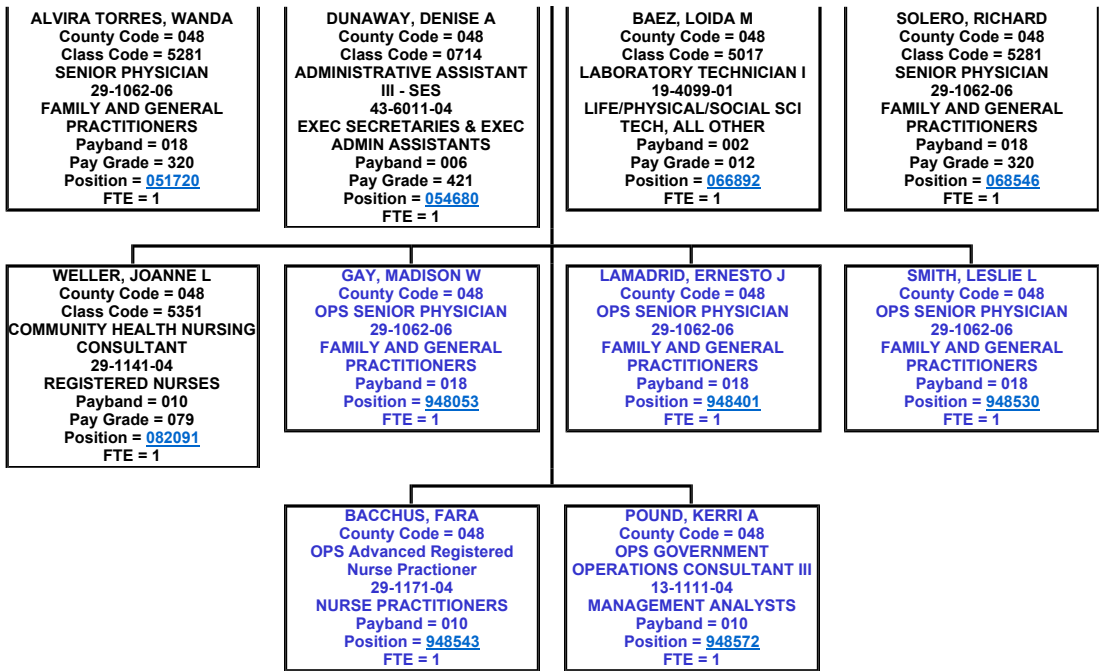 ALVIRA TORRES, WANDA
County Code = 048
Class Code = 5281
SENIOR PHYSICIAN
29-1062-06
FAMILY AND GENERAL
PRACTITIONERS
Payband = 018
Pay Grade = 320
Position = 051720
FTE = 1
DUNAWAY, DENISE A
County Code = 048
Class Code = 0714
ADMINISTRATIVE ASSISTANT
III - SES
43-6011-04
EXEC SECRETARIES & EXEC
ADMIN ASSISTANTS
Payband = 006
Pay Grade = 421
Position = 054680
FTE = 1
BAEZ, LOIDA M
County Code = 048
Class Code = 5017
LABORATORY TECHNICIAN I
19-4099-01
LIFE/PHYSICAL/SOCIAL SCI
TECH, ALL OTHER
Payband = 002
Pay Grade = 012
Position = 066892
FTE = 1
SOLERO, RICHARD
County Code = 048
Class Code = 5281
SENIOR PHYSICIAN
29-1062-06
FAMILY AND GENERAL
PRACTITIONERS
Payband = 018
Pay Grade = 320
Position = 068546
FTE = 1
WELLER, JOANNE L
County Code = 048
Class Code = 5351
COMMUNITY HEALTH NURSING
CONSULTANT
29-1141-04
REGISTERED NURSES
Payband = 010
Pay Grade = 079
Position = 082091
FTE = 1
GAY, MADISON W
County Code = 048
OPS SENIOR PHYSICIAN
29-1062-06
FAMILY AND GENERAL
PRACTITIONERS
Payband = 018
Position = 948053
FTE = 1
LAMADRID, ERNESTO J
County Code = 048
OPS SENIOR PHYSICIAN
29-1062-06
FAMILY AND GENERAL
PRACTITIONERS
Payband = 018
Position = 948401
FTE = 1
SMITH, LESLIE L
County Code = 048
OPS SENIOR PHYSICIAN
29-1062-06
FAMILY AND GENERAL
PRACTITIONERS
Payband = 018
Position = 948530
FTE = 1
BACCHUS, FARA
County Code = 048
OPS Advanced Registered
Nurse Practioner
29-1171-04
NURSE PRACTITIONERS
Payband = 010
Position = 948543
FTE = 1
POUND, KERRI A
County Code = 048
OPS GOVERNMENT
OPERATIONS CONSULTANT III
13-1111-04
MANAGEMENT ANALYSTS
Payband = 010
Position = 948572
FTE = 1